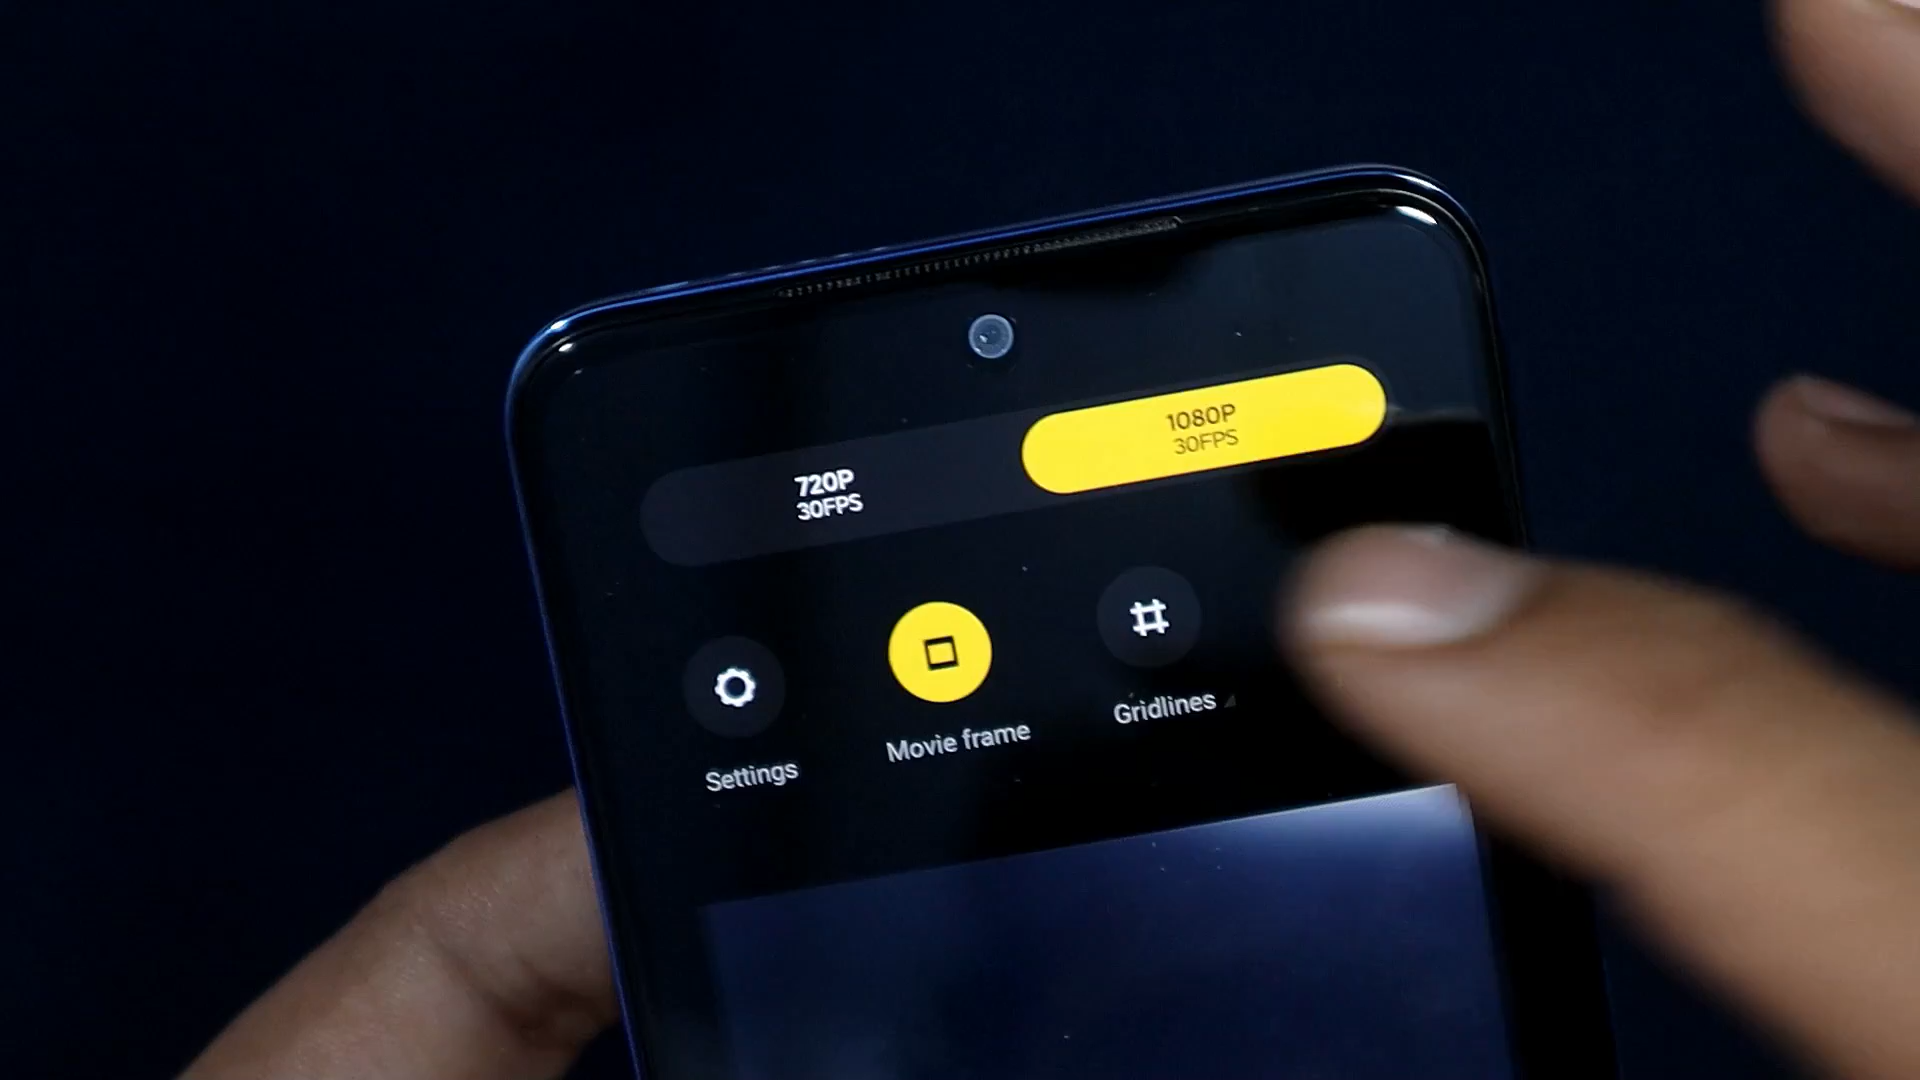 720P
30FPS
1080P
30FPS
Settings
Movie frame
Gridlines